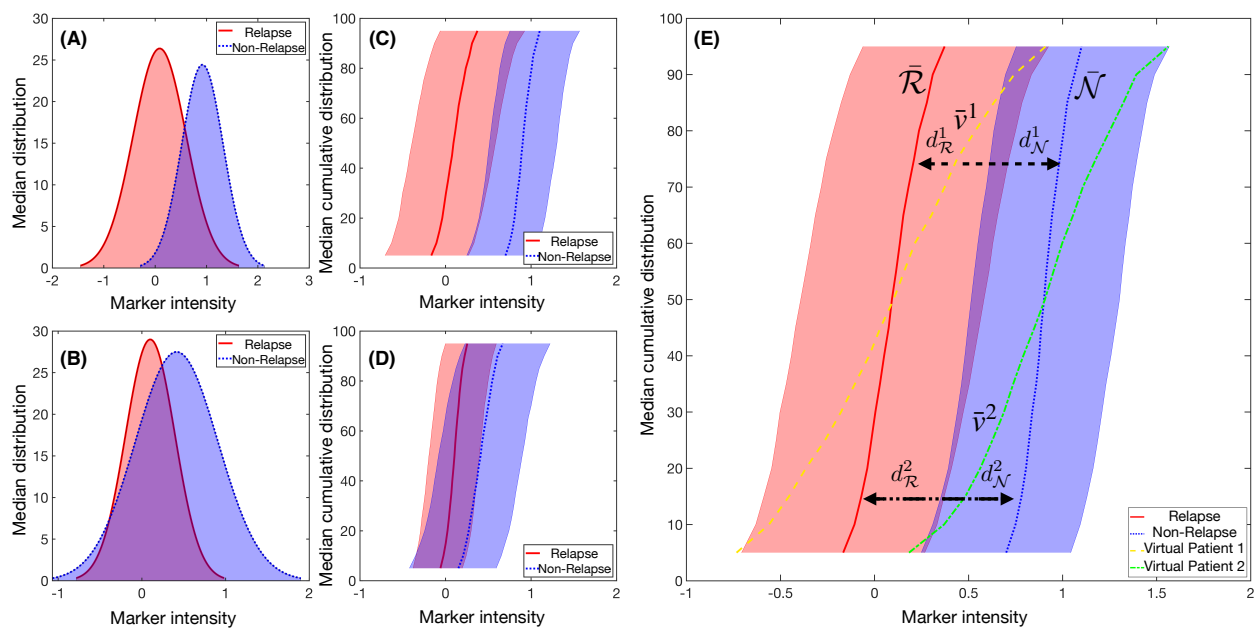 (A)
Relapse
Non-Relapse
30
25
20
15
10
5
0
-2
-1
0
1
2
3
Median distribution
Marker intensity
(C)
Relapse
Non-Relapse
100
80
60
40
20
0
-1
0
1
2
Median cumulative distribution
Marker intensity
(B)
Relapse
Non-Relapse
30
25
20
15
10
5
0
-1
0
1
2
Median distribution
Marker intensity
(D)
Relapse
Non-Relapse
100
80
60
40
20
0
-1
0
1
2
Median cumulative distribution
Marker intensity
(E)
100
90
80
70
60
50
40
30
20
10
0
-1
-0.5
0
0.5
1
1.5
2
Median cumulative distribution
Marker intensity
R̄
N̄
v̄¹
d¹_R
d¹_N
v̄²
d²_R
d²_N
Relapse
Non-Relapse
Virtual Patient 1
Virtual Patient 2